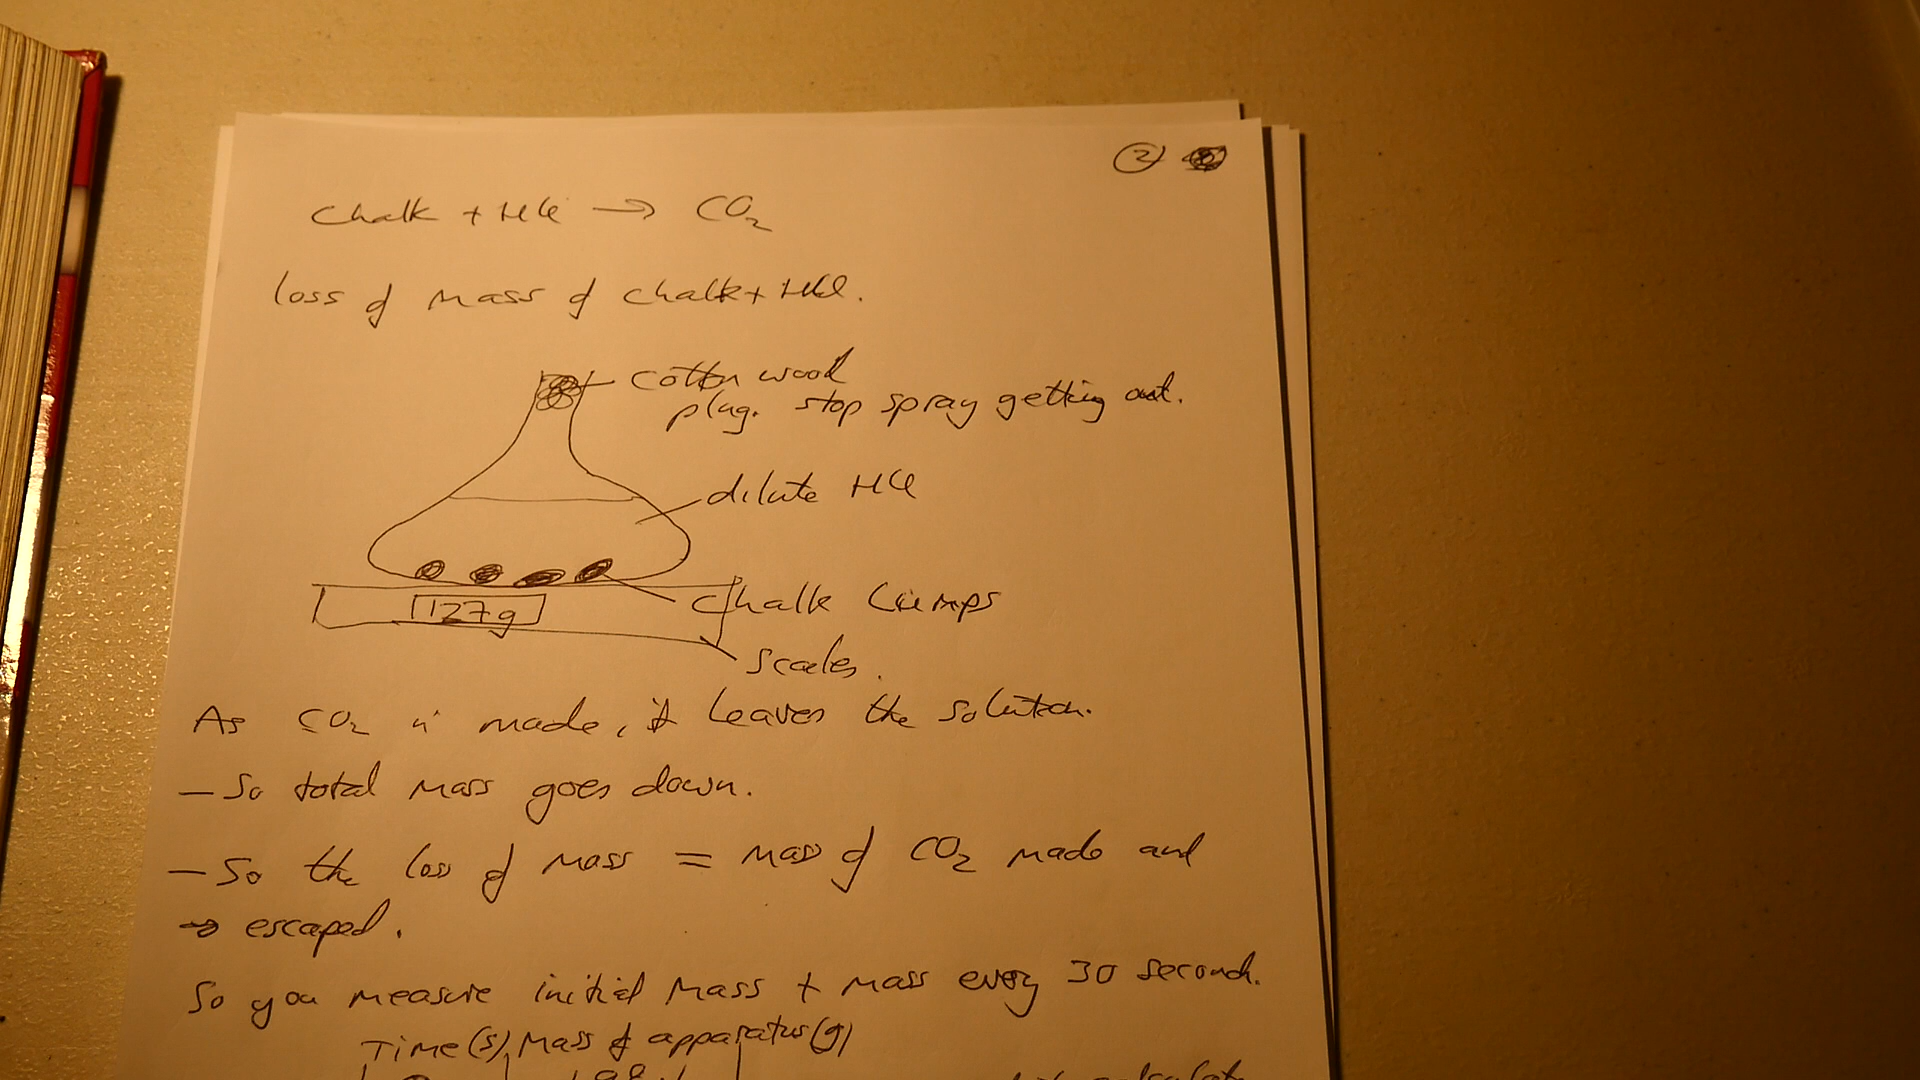 2
Chalk + HCl → CO2
loss of mass of chalk + HCl.
cotton wool
plug. stop spray getting out.
dilute HCl
127g
Chalk Lumps
Scales.
As CO2 is made, it leaves the solution.
– So total mass goes down.
– So the loss of mass = mass of CO2 made and
→ escaped.
So you measure initial mass + mass every 30 second.
Time (s) Mass of apparatus (g)